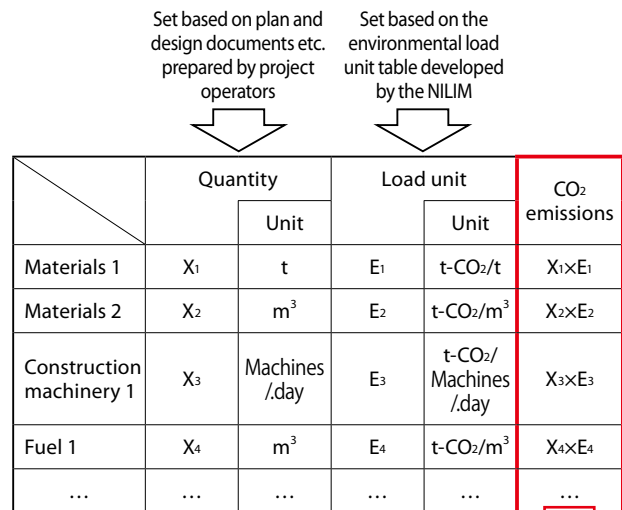 Set based on plan and
design documents etc.
prepared by project
operators
Set based on the
environmental load
unit table developed
by the NILIM
Quantity
Load unit
CO₂
emissions
Unit
Unit
Materials 1 X₁ t E₁ t-CO₂/t X₁×E₁
Materials 2 X₂ m³ E₂ t-CO₂/m³ X₂×E₂
Construction
machinery 1
X₃
Machines
/.day
E₃
t-CO₂/
Machines
/.day
X₃×E₃
Fuel 1 X₄ m³ E₄ t-CO₂/m³ X₄×E₄
… … … … … …